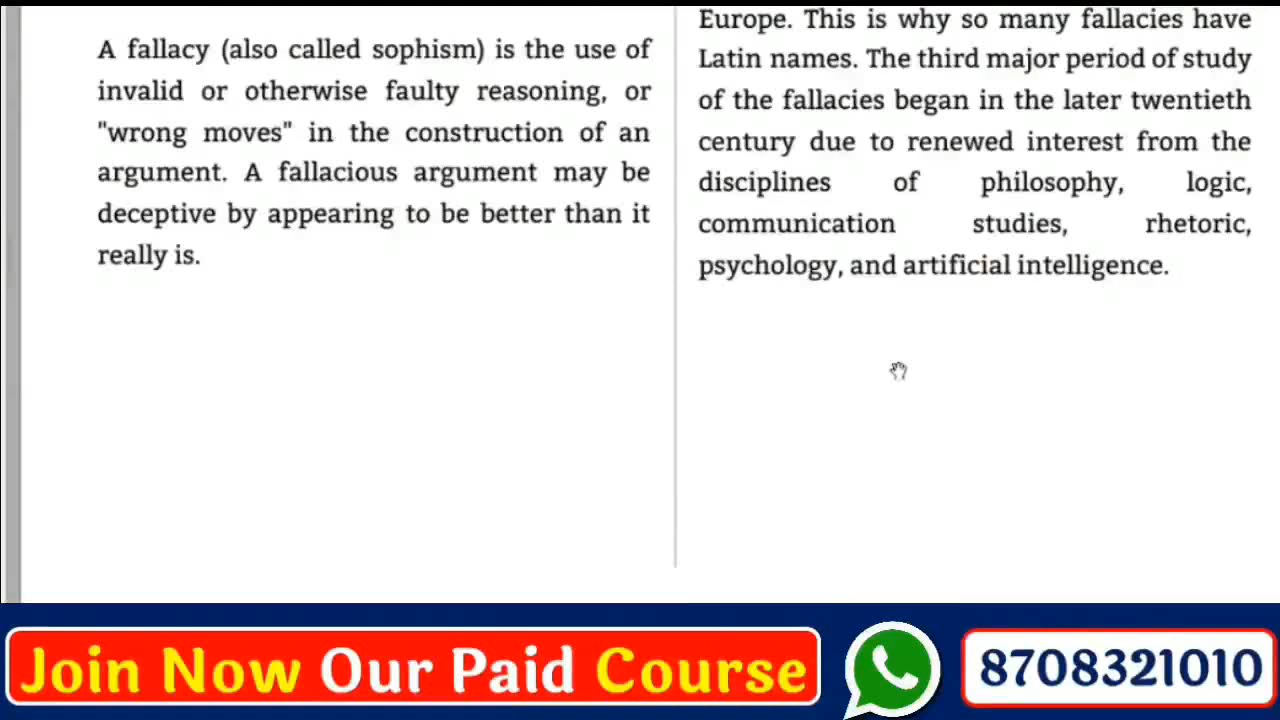 A fallacy (also called sophism) is the use of
invalid or otherwise faulty reasoning, or
"wrong moves" in the construction of an
argument. A fallacious argument may be
deceptive by appearing to be better than it
really is.
Europe. This is why so many fallacies have
Latin names. The third major period of study
of the fallacies began in the later twentieth
century due to renewed interest from the
disciplines of philosophy, logic,
communication studies, rhetoric,
psychology, and artificial intelligence.
Join Now Our Paid Course
8708321010